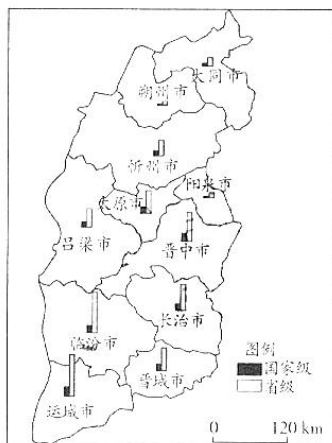 大同市
朔州市
忻州市
阳泉市
太原市
吕梁市
晋中市
长治市
临汾市
晋城市
运城市
图例
国家级
省级
0 120 km